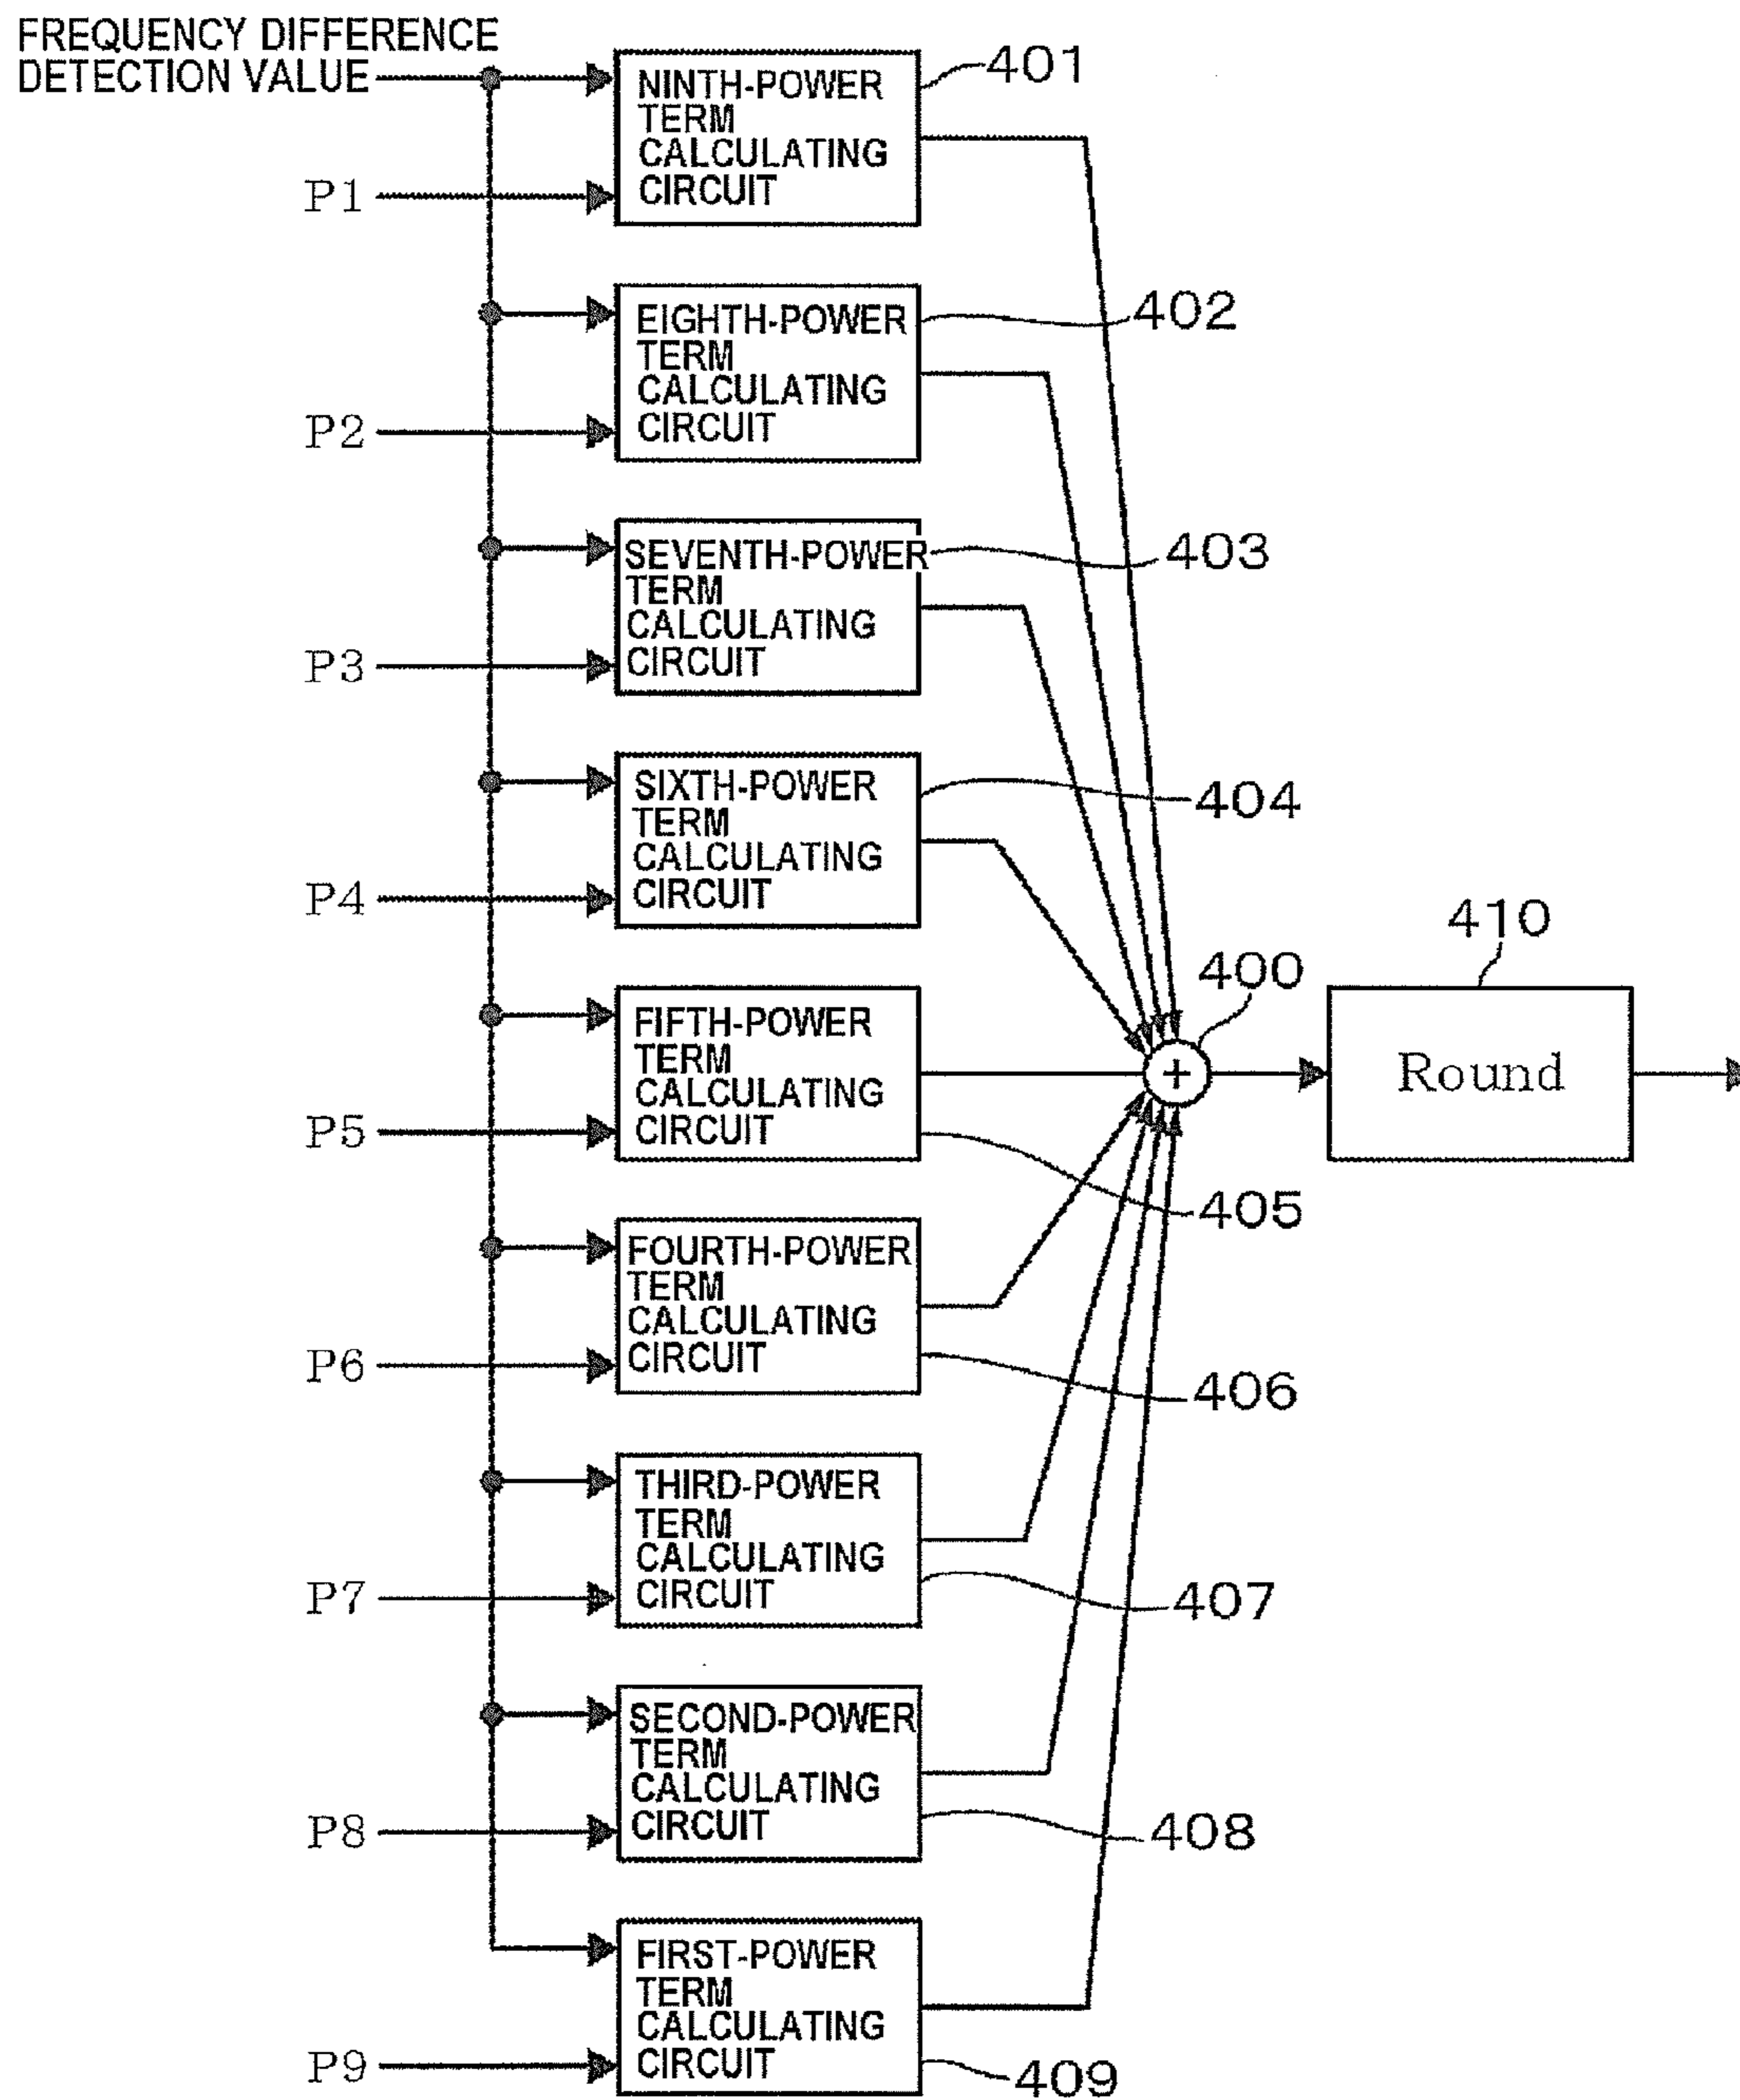 FREQUENCY DIFFERENCE
DETECTION VALUE
NINTH-POWER
TERM
CALCULATING
CIRCUIT
401
P1
EIGHTH-POWER
TERM
CALCULATING
CIRCUIT
402
P2
SEVENTH-POWER
TERM
CALCULATING
CIRCUIT
403
P3
SIXTH-POWER
TERM
CALCULATING
CIRCUIT
404
P4
FIFTH-POWER
TERM
CALCULATING
CIRCUIT
405
P5
400
+
410
Round
FOURTH-POWER
TERM
CALCULATING
CIRCUIT
406
P6
THIRD-POWER
TERM
CALCULATING
CIRCUIT
407
P7
SECOND-POWER
TERM
CALCULATING
CIRCUIT
408
P8
FIRST-POWER
TERM
CALCULATING
CIRCUIT
409
P9